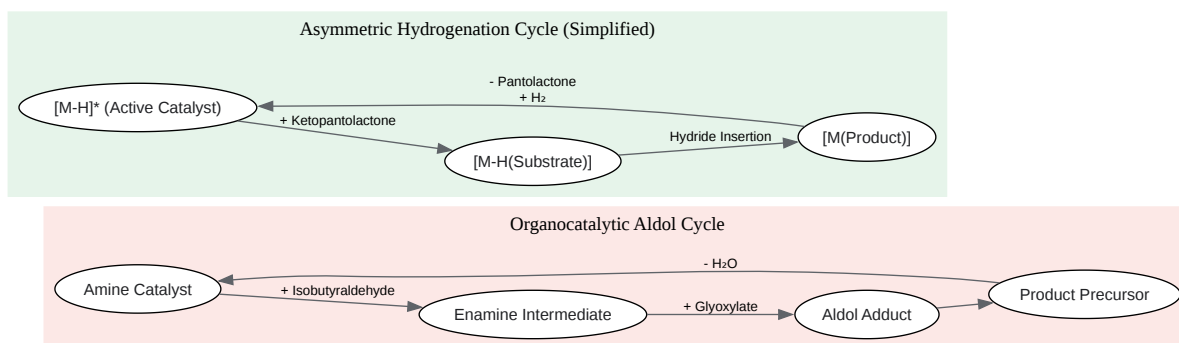 Asymmetric Hydrogenation Cycle (Simplified)
- Pantolactone
+ H₂
[M-H]* (Active Catalyst)
+ Ketopantolactone
Hydride Insertion
[M(Product)]
[M-H(Substrate)]
Organocatalytic Aldol Cycle
- H₂O
Amine Catalyst
+ Isobutyraldehyde
Product Precursor
+ Glyoxylate
Enamine Intermediate
Aldol Adduct